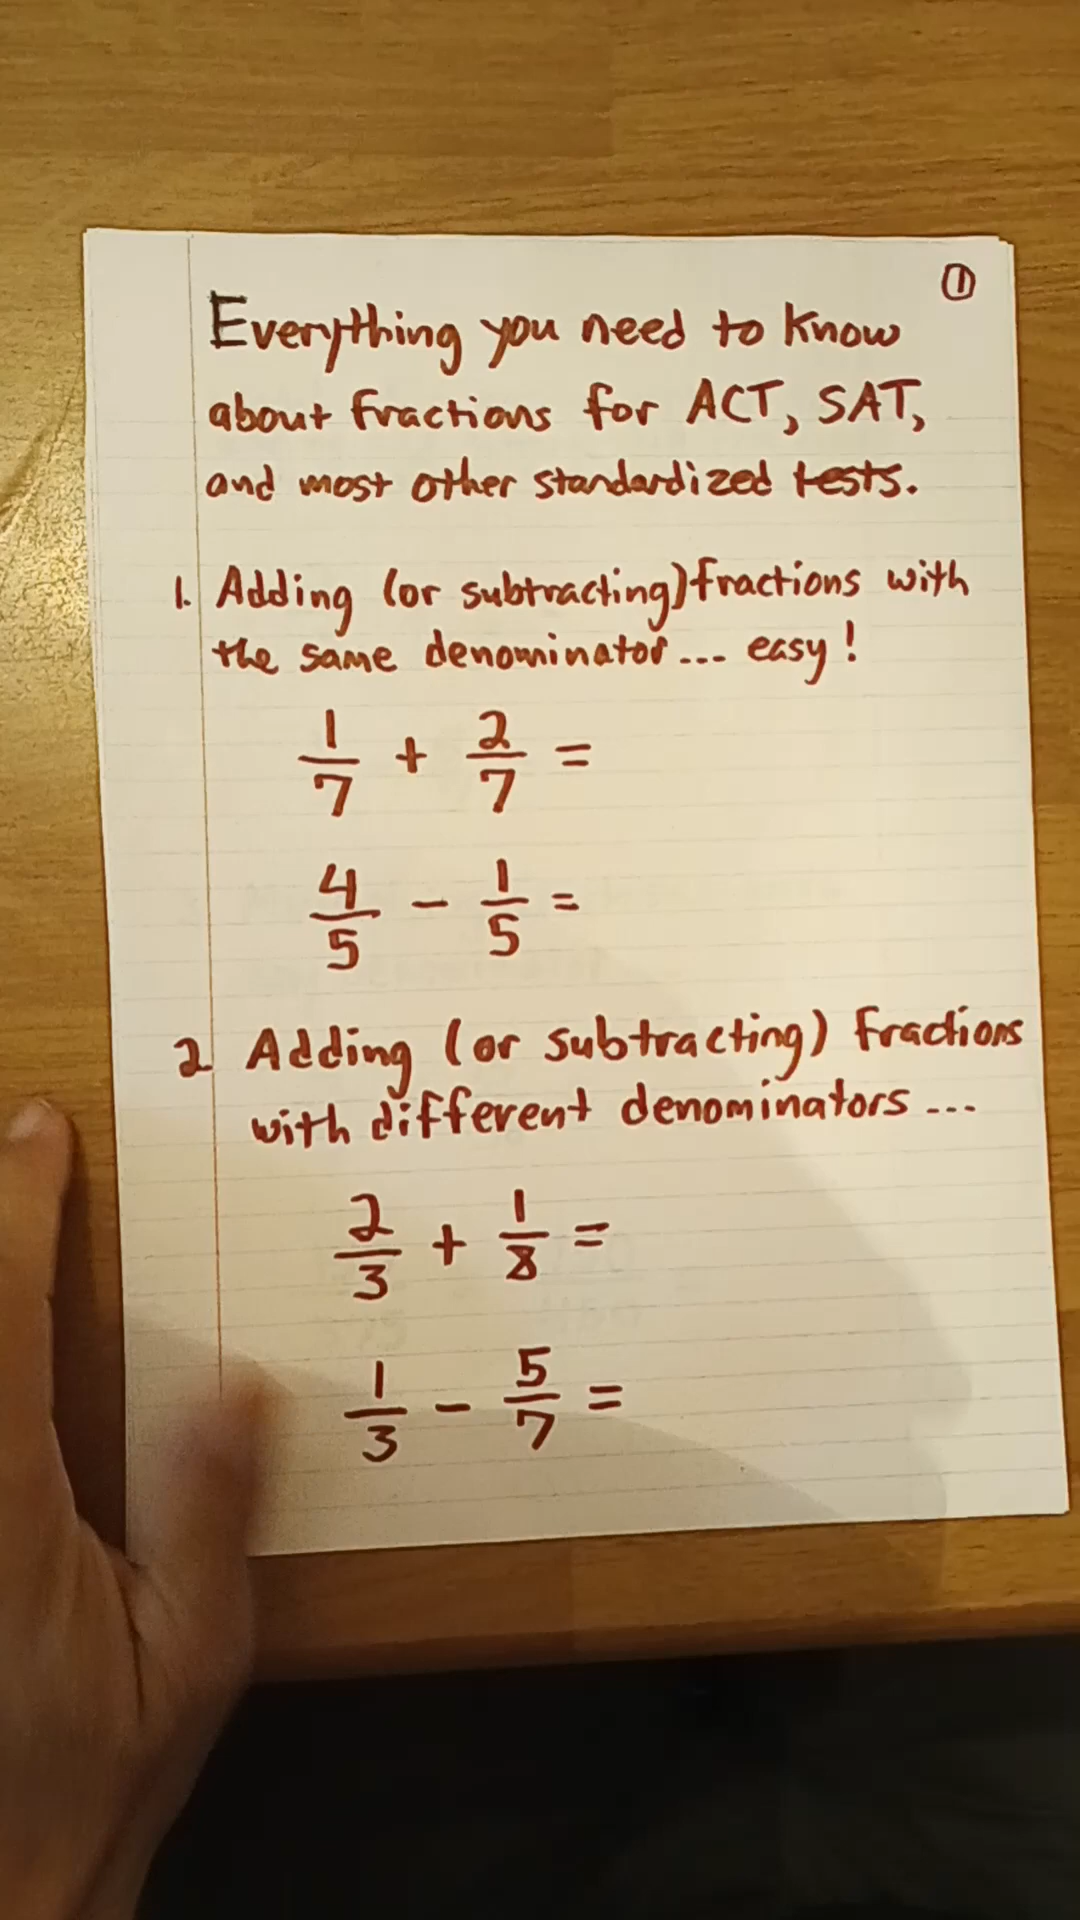 ①
Everything you need to know
about fractions for ACT, SAT,
and most other standardized tests.
1. Adding (or subtracting) fractions with
the same denominator... easy!
1/7 + 2/7 =
4/5 - 1/5 =
2 Adding (or subtracting) fractions
with different denominators...
2/3 + 1/8 =
1/3 - 5/7 =